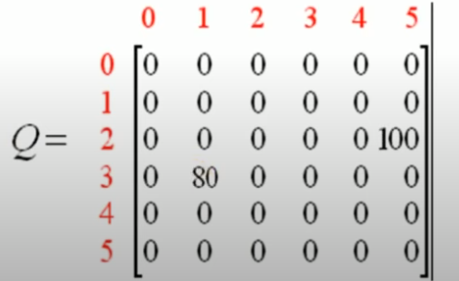 0 1 2 3 4 5
0 0 0 0 0 0 0
1 0 0 0 0 0 0
Q= 2 0 0 0 0 0 100
3 0 80 0 0 0 0
4 0 0 0 0 0 0
5 0 0 0 0 0 0